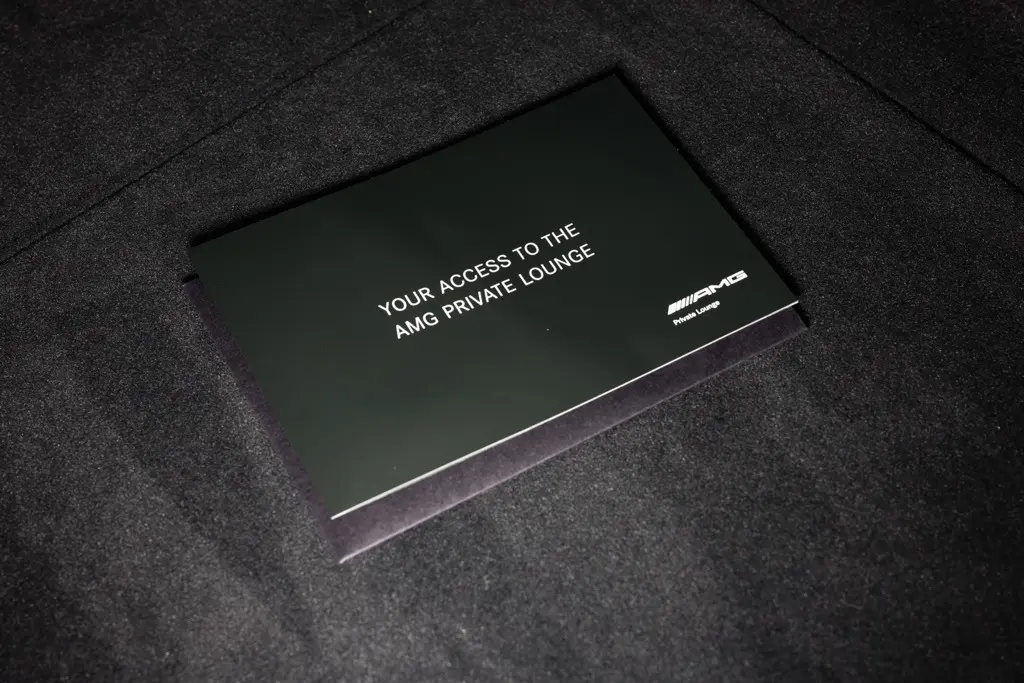 YOUR ACCESS TO THE
AMG PRIVATE LOUNGE
AMG
Private Lounge